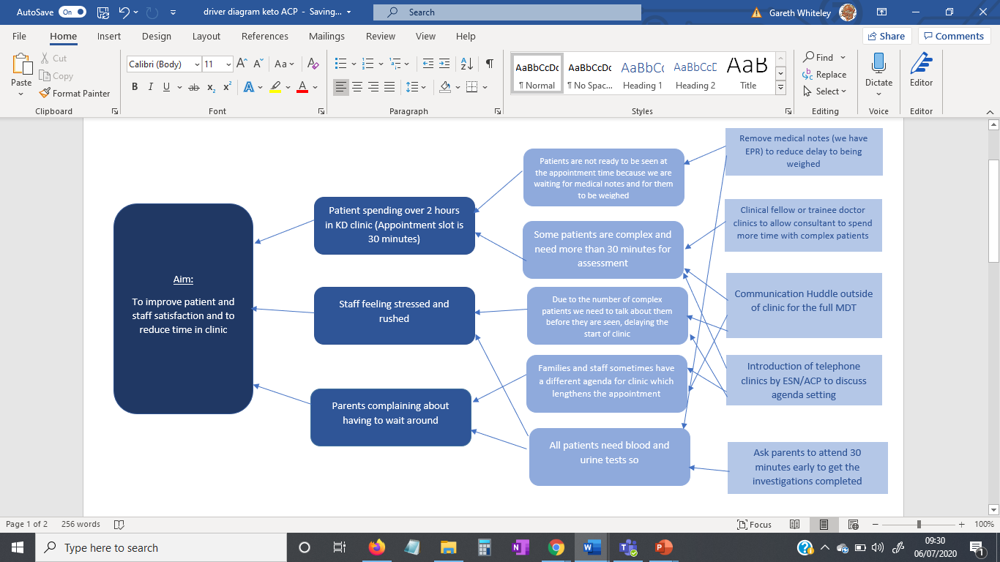 AutoSave On driver diagram keto ACP - Saving... Search Gareth Whiteley
File Home Insert Design Layout References Mailings Review View Help Share Comments
Paste
Cut
Copy
Format Painter
Clipboard
Calibri (Body) 11 A A Aa A
B I U ab x2 x2 A A
Font
Paragraph
AaBbCcDc AaBbCcDc AaBbCc AaBbCcD AaB
¶ Normal ¶ No Spac... Heading 1 Heading 2 Title
Styles
Find
Replace
Select
Editing
Dictate
Voice
Editor
Editor
Aim:
To improve patient and
staff satisfaction and to
reduce time in clinic
Patient spending over 2 hours
in KD clinic (Appointment slot is
30 minutes)
Staff feeling stressed and
rushed
Parents complaining about
having to wait around
Patients are not ready to be seen at
the appointment time because we are
waiting for medical notes and for them
to be weighed
Some patients are complex and
need more than 30 minutes for
assessment
Due to the number of complex
patients we need to talk about them
before they are seen, delaying the
start of clinic
Families and staff sometimes have
a different agenda for clinic which
lengthens the appointment
All patients need blood and
urine tests so
Remove medical notes (we have
EPR) to reduce delay to being
weighed
Clinical fellow or trainee doctor
clinics to allow consultant to spend
more time with complex patients
Communication Huddle outside
of clinic for the full MDT
Introduction of telephone
clinics by ESN/ACP to discuss
agenda setting
Ask parents to attend 30
minutes early to get the
investigations completed
Page 1 of 2 256 words Focus 100%
Type here to search
09:30
06/07/2020